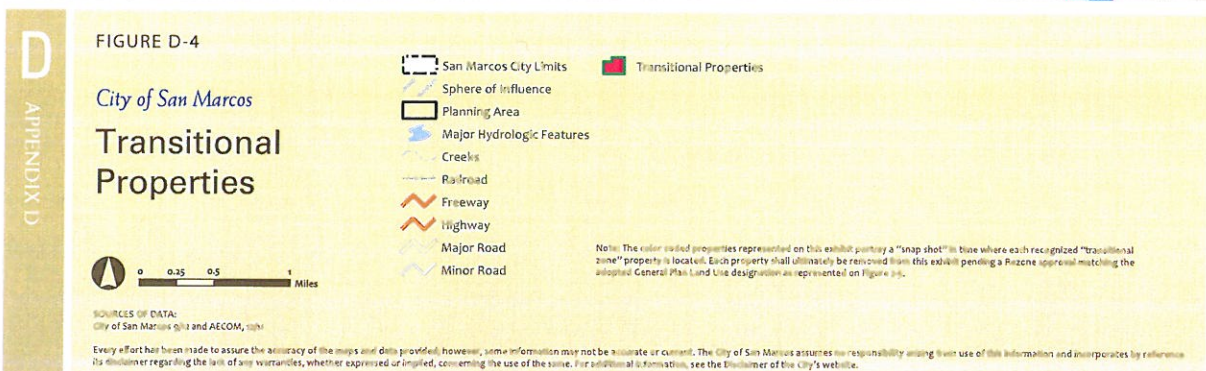 D
APPENDIX D
FIGURE D-4
City of San Marcos
Transitional
Properties
0 0.25 0.5 1
Miles
San Marcos City Limits
Sphere of Influence
Planning Area
Major Hydrologic Features
Creeks
Railroad
Freeway
Highway
Major Road
Minor Road
Transitional Properties
Note: The color coded properties represented on this exhibit portray a "snap shot" in time where each recognized "transitional
zone" property is located. Each property shall ultimately be removed from this exhibit pending a Rezone approval matching the
adopted General Plan Land Use designation as represented on Figure
SOURCES OF DATA:
City of San Marcos and AECOM,
Every effort has been made to assure the accuracy of the maps and data provided; however, some information may not be accurate or current. The City of San Marcos assumes no responsibility arising from use of this information and incorporates by reference
its disclaimer regarding the lack of any warranties, whether expressed or implied, concerning the use of the same. For additional information, see the Disclaimer of the City's website.